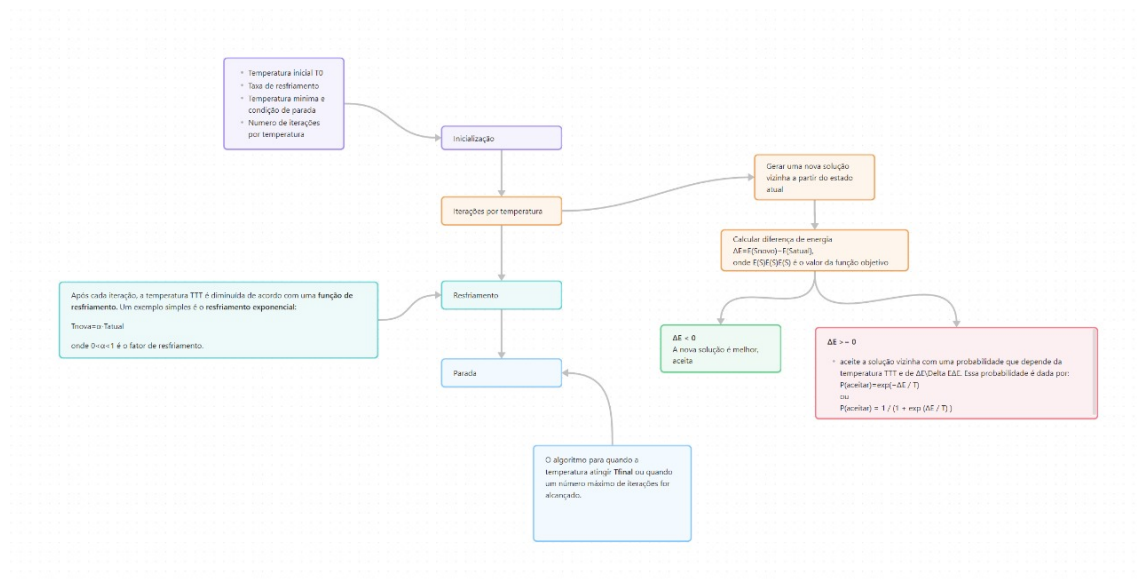 Temperatura inicial T0
Taxa de resfriamento
Temperatura mínima e
condição de parada
Numero de iterações
por temperatura
Inicialização
Iterações por temperatura
Gerar uma nova solução
vizinha a partir do estado
atual
Calcular diferença de energia
ΔE=E(Snovo)−E(Satual),
onde E(S)E(S)E(S) é o valor da função objetivo
Após cada iteração, a temperatura TTT é diminuída de acordo com uma função de
resfriamento. Um exemplo simples é o resfriamento exponencial:
Tnova=α⋅Tatual
onde 0<α<1 é o fator de resfriamento.
Resfriamento
ΔE < 0
A nova solução é melhor,
aceita
ΔE >= 0
aceite a solução vizinha com uma probabilidade que depende da
temperatura TTT e de ΔE\Delta EΔE. Essa probabilidade é dada por:
P(aceitar)=exp(−ΔE / T)
ou
P(aceitar) = 1 / (1 + exp (ΔE / T) )
Parada
O algoritmo para quando a
temperatura atingir Tfinal ou quando
um número máximo de iterações for
alcançado.